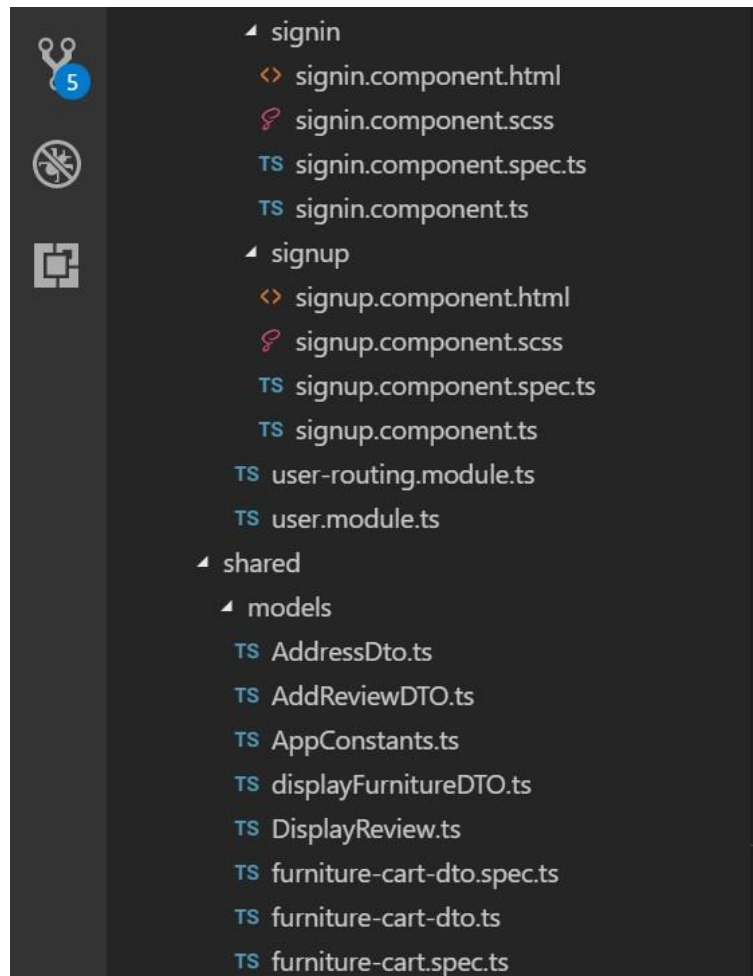 5
signin
<> signin.component.html
signin.component.scss
TS signin.component.spec.ts
TS signin.component.ts
signup
<> signup.component.html
signup.component.scss
TS signup.component.spec.ts
TS signup.component.ts
TS user-routing.module.ts
TS user.module.ts
shared
models
TS AddressDto.ts
TS AddReviewDTO.ts
TS AppConstants.ts
TS displayFurnitureDTO.ts
TS DisplayReview.ts
TS furniture-cart-dto.spec.ts
TS furniture-cart-dto.ts
TS furniture-cart.spec.ts